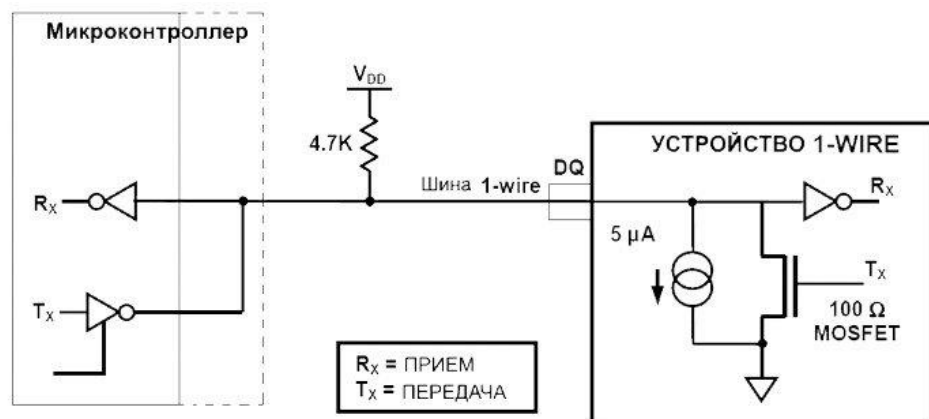 Микроконтроллер
V_DD
4.7K
Шина 1-wire
DQ
R_X
T_X
УСТРОЙСТВО 1-WIRE
R_X
5 µA
T_X
100 Ω
MOSFET
R_X = ПРИЕМ
T_X = ПЕРЕДАЧА